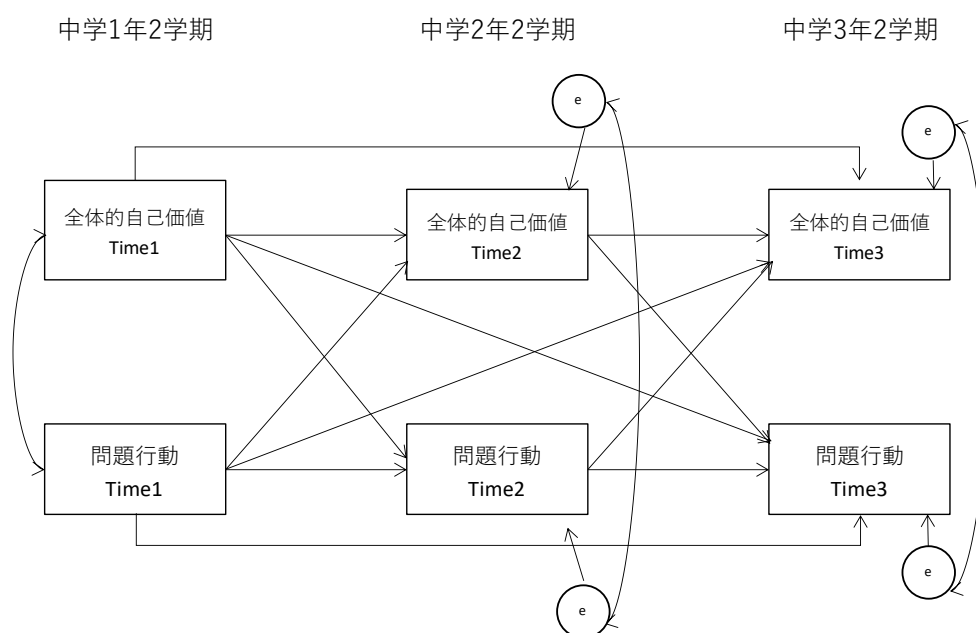 中学1年2学期
中学2年2学期
中学3年2学期
e
e
全体的自己価値
Time1
全体的自己価値
Time2
全体的自己価値
Time3
問題行動
Time1
問題行動
Time2
問題行動
Time3
e
e